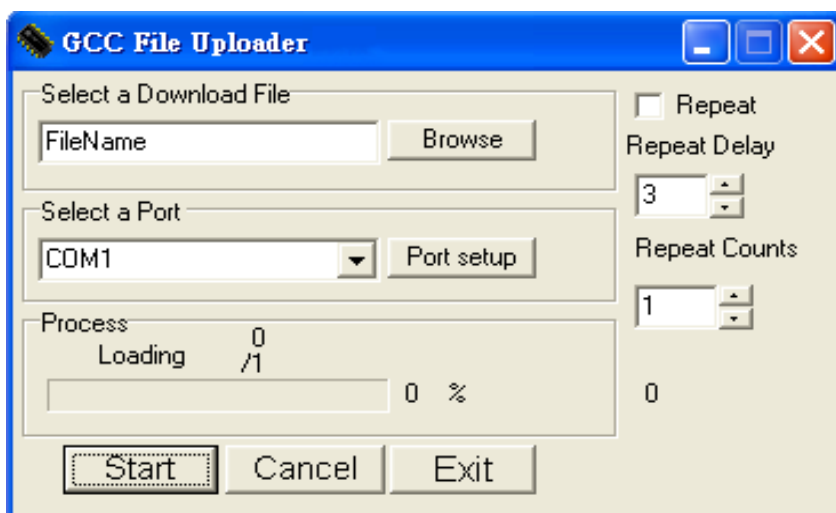 GCC File Uploader
Select a Download File
FileName
Browse
Select a Port
COM1
Port setup
Process
Loading
0
/1
0 %
Start
Cancel
Exit
Repeat
Repeat Delay
3
Repeat Counts
1
0